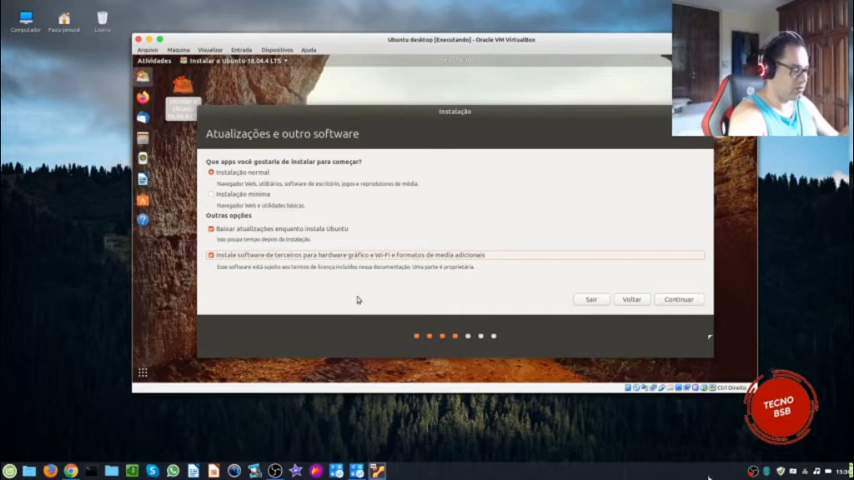 Computador
Pasta pessoal
Lixeira
Ubuntu desktop [Executando] - Oracle VM VirtualBox
Arquivo Máquina Visualizar Entrada Dispositivos Ajuda
Atividades Instalar o Ubuntu 18.04.4 LTS
Instalação
Atualizações e outro software
Que apps você gostaria de instalar para começar?
Instalação normal
Navegador Web, utilitários, software de escritório, jogos e reprodutores de mídia.
Instalação mínima
Navegador Web e utilidades básicas.
Outras opções
Baixar atualizações enquanto instala Ubuntu
Isso poupa tempo depois da instalação.
Instale software de terceiros para hardware gráfico e Wi-Fi e formatos de media adicionais
Esse software está sujeito aos termos de licença incluídos nessa documentação. Uma parte é proprietária.
Sair Voltar Continuar
Ctrl Direito
TECNO
BSB